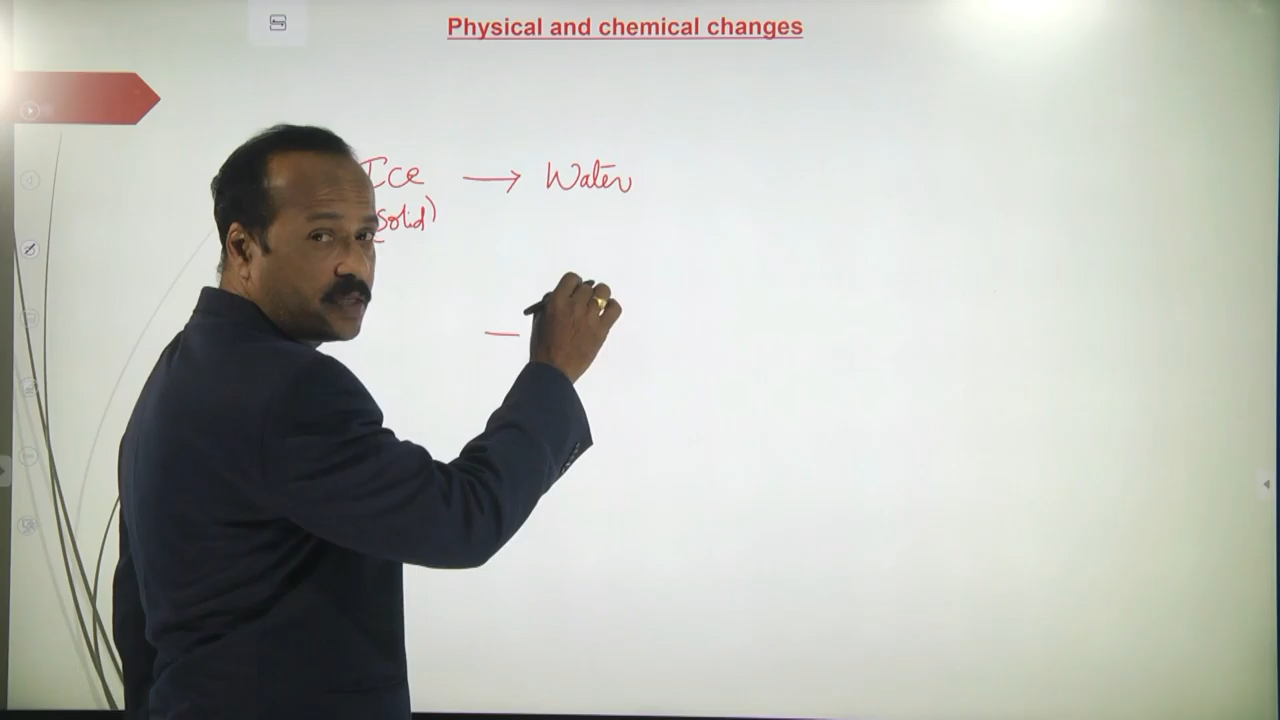 Physical and chemical changes
Ice → Water
Solid)